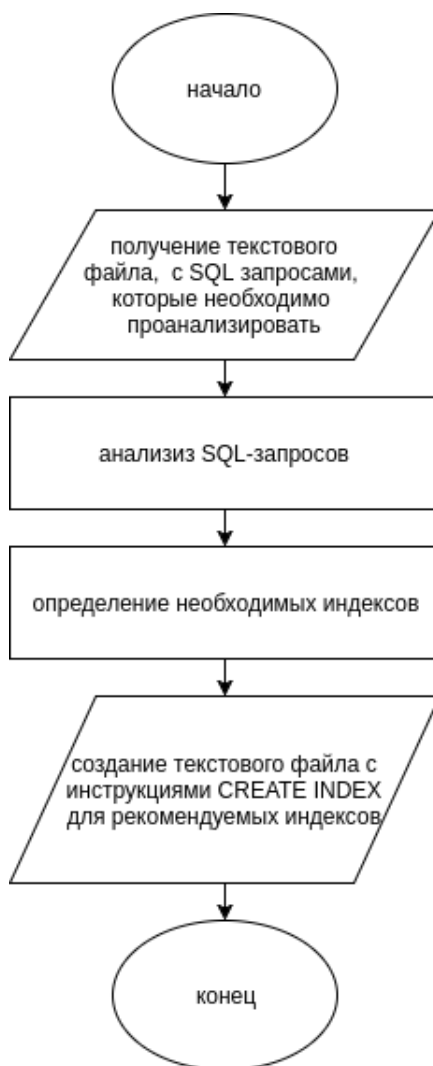 начало
получение текстового
файла, с SQL запросами,
которые необходимо
проанализировать
анализиз SQL-запросов
определение необходимых индексов
создание текстового файла с
инструкциями CREATE INDEX
для рекомендуемых индексов
конец